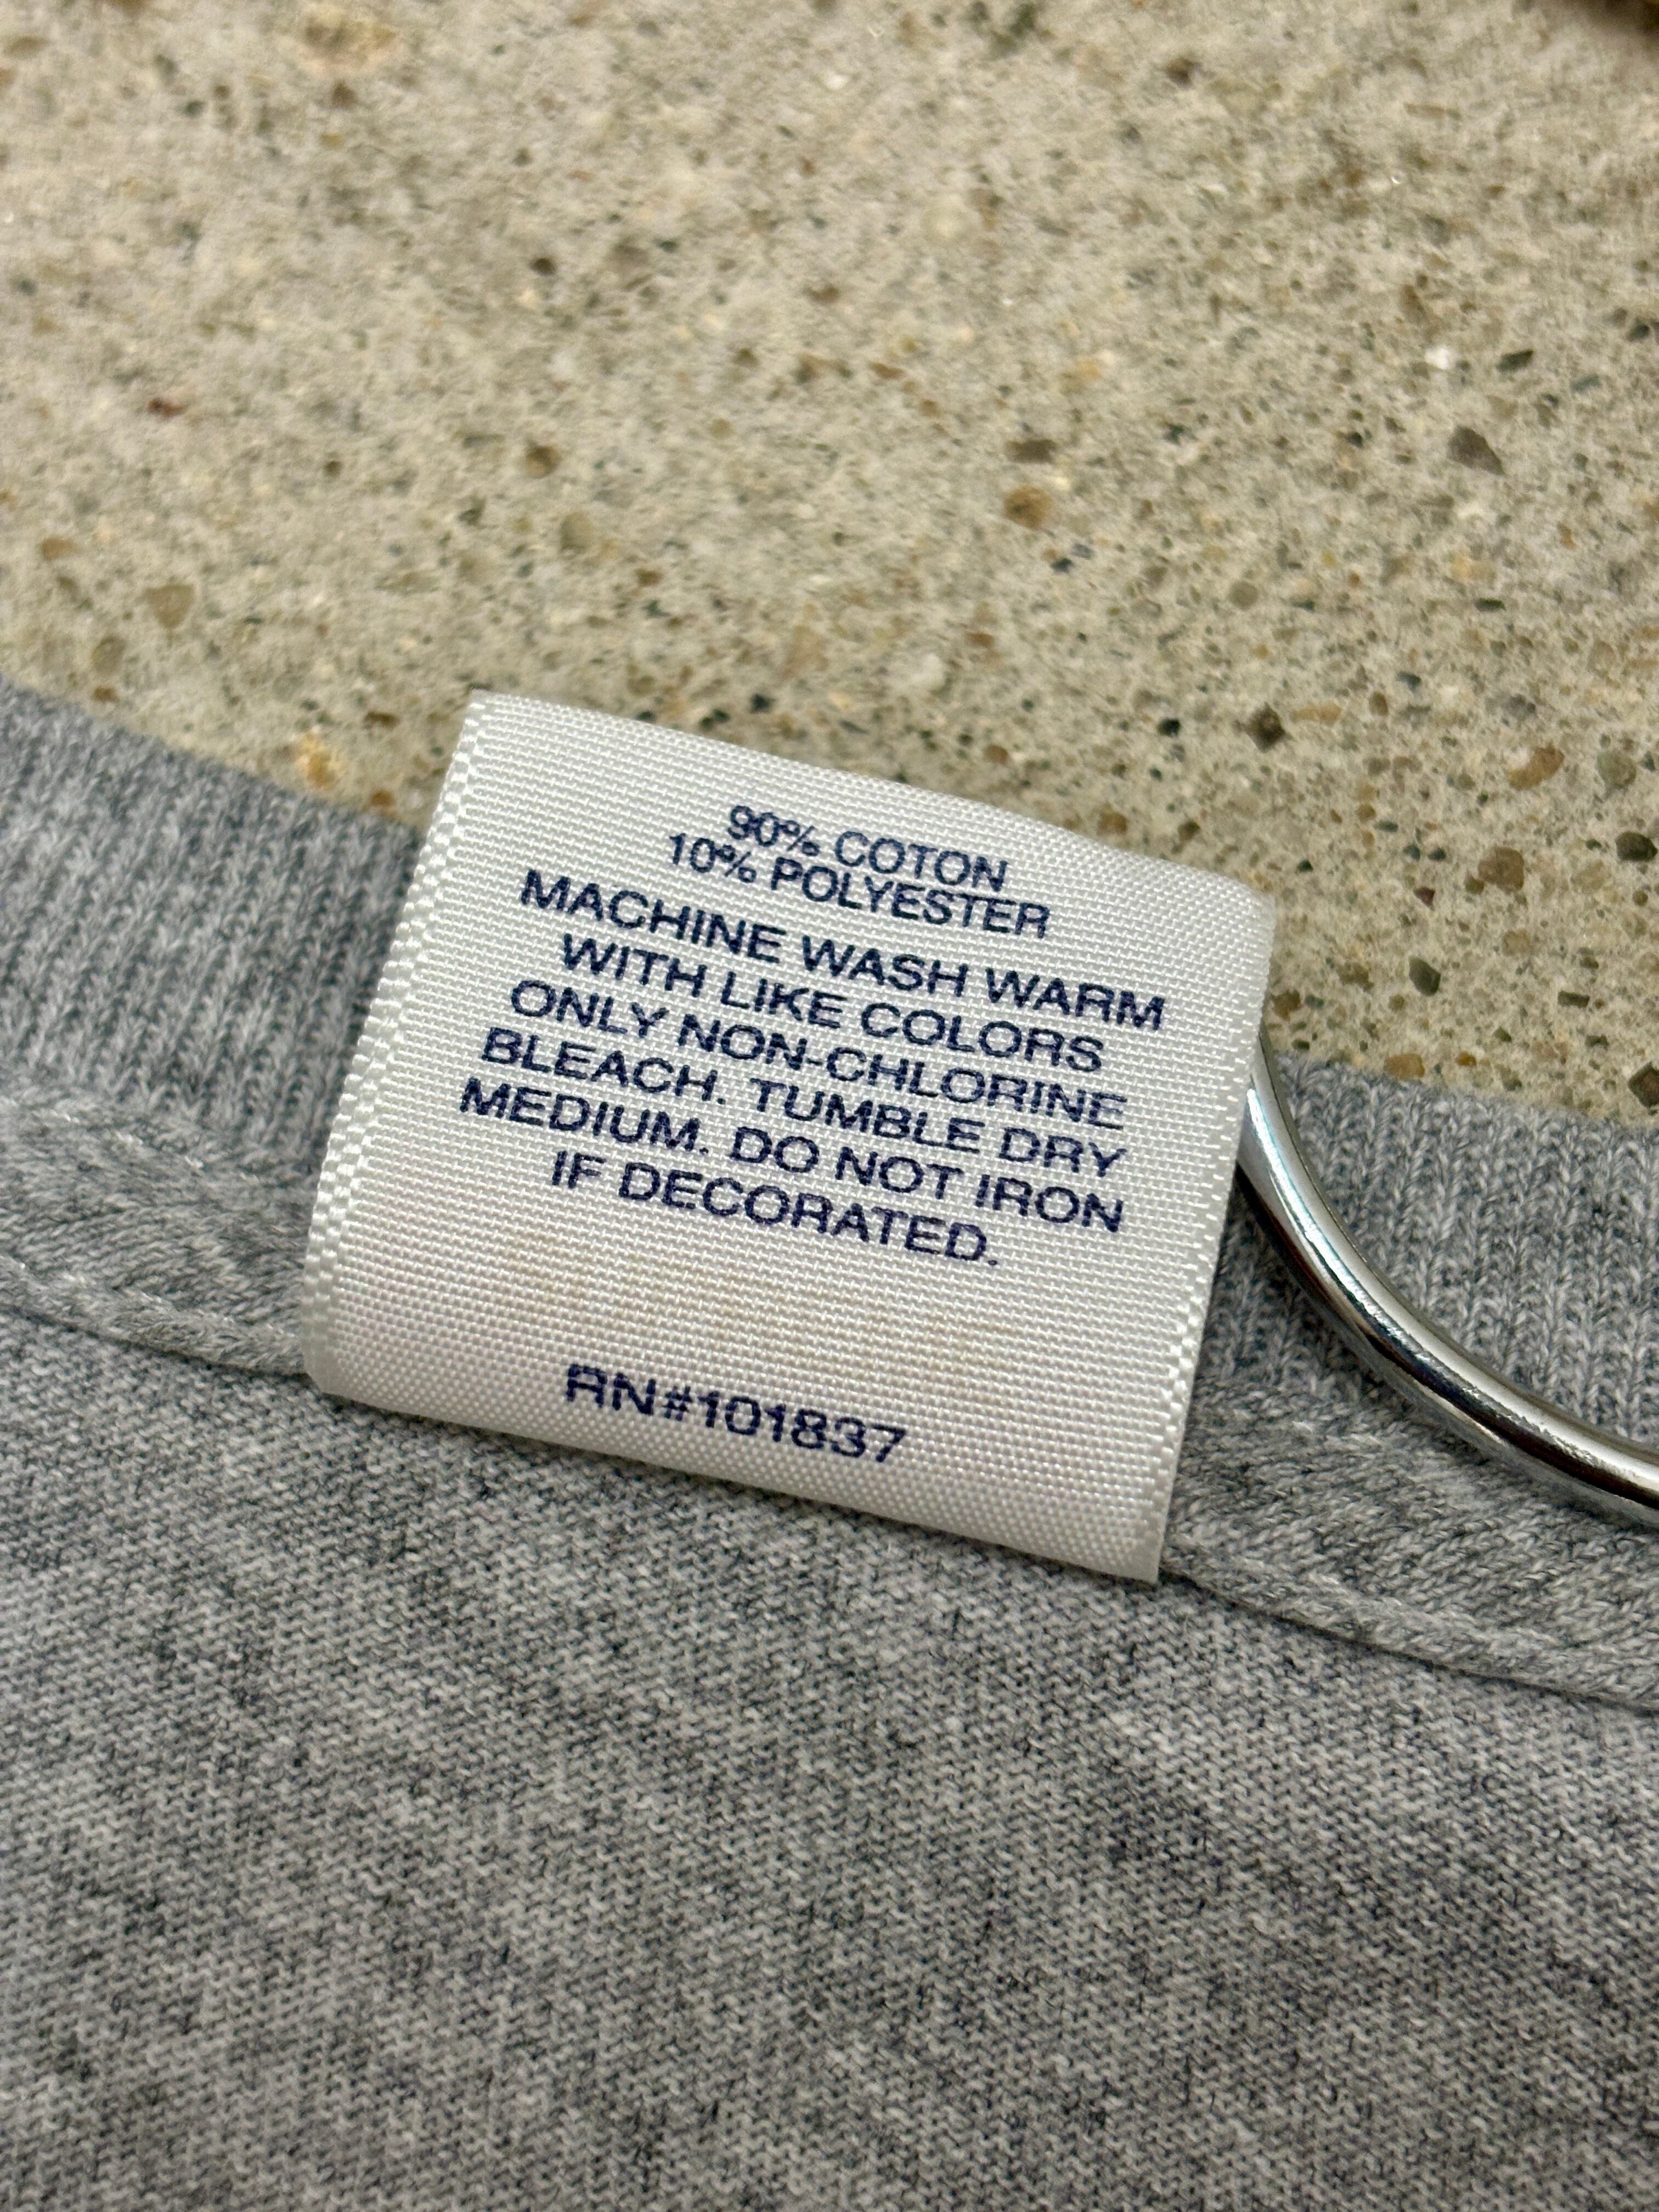 90% COTON
10% POLYESTER
MACHINE WASH WARM
WITH LIKE COLORS
ONLY NON-CHLORINE
BLEACH. TUMBLE DRY
MEDIUM. DO NOT IRON
IF DECORATED.
RN#101837